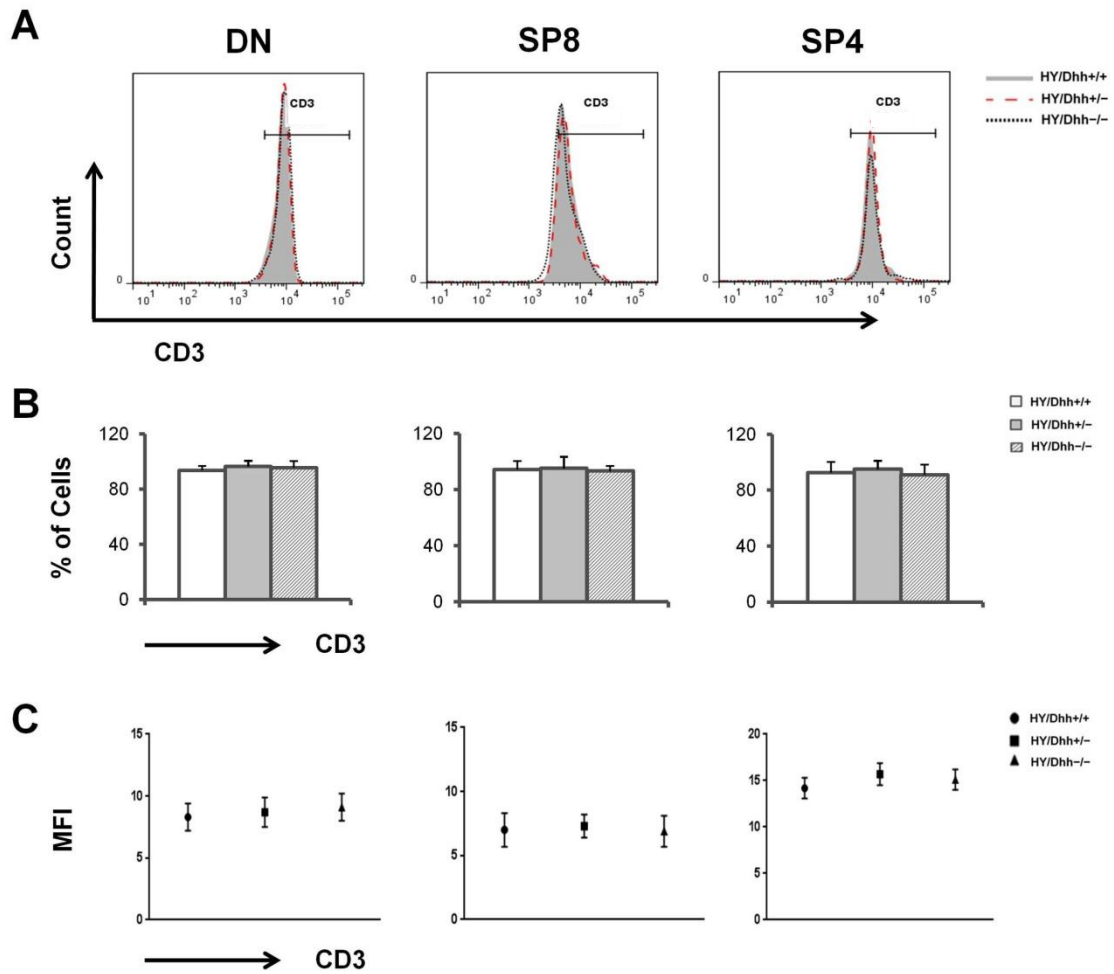 A
DN
SP8
SP4
CD3
CD3
CD3
HY/Dhh+/+
HY/Dhh+/−
HY/Dhh−/−
Count
0
10¹ 10² 10³ 10⁴ 10⁵
0
10¹ 10² 10³ 10⁴ 10⁵
0
10¹ 10² 10³ 10⁴ 10⁵
CD3
B
HY/Dhh+/+
HY/Dhh+/−
HY/Dhh−/−
% of Cells
120
80
40
0
120
80
40
0
120
80
40
0
CD3
C
HY/Dhh+/+
HY/Dhh+/−
HY/Dhh−/−
MFI
15
10
5
0
15
10
5
0
20
15
10
5
0
CD3